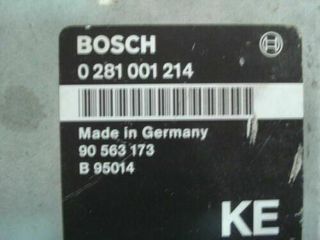 BOSCH
0 281 001 214
Made in Germany
90 563 173
B 95014
KE